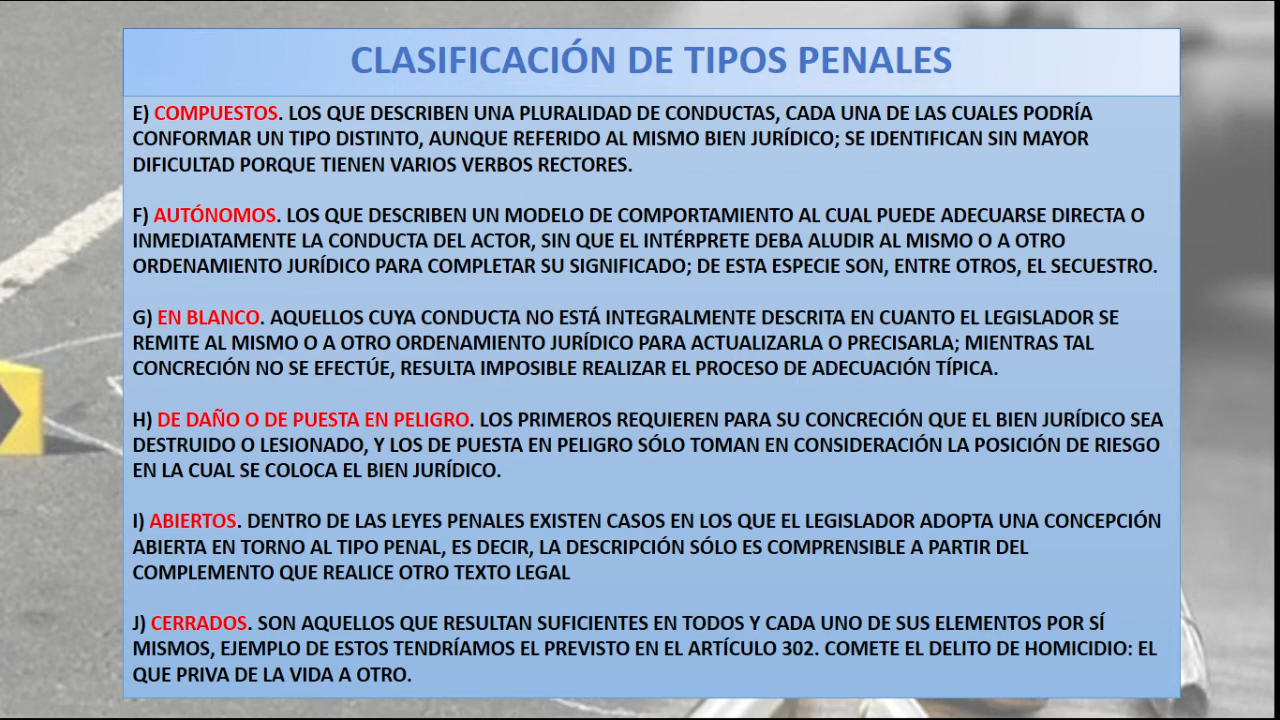 CLASIFICACIÓN DE TIPOS PENALES
E) COMPUESTOS. LOS QUE DESCRIBEN UNA PLURALIDAD DE CONDUCTAS, CADA UNA DE LAS CUALES PODRÍA
CONFORMAR UN TIPO DISTINTO, AUNQUE REFERIDO AL MISMO BIEN JURÍDICO; SE IDENTIFICAN SIN MAYOR
DIFICULTAD PORQUE TIENEN VARIOS VERBOS RECTORES.
F) AUTÓNOMOS. LOS QUE DESCRIBEN UN MODELO DE COMPORTAMIENTO AL CUAL PUEDE ADECUARSE DIRECTA O
INMEDIATAMENTE LA CONDUCTA DEL ACTOR, SIN QUE EL INTÉRPRETE DEBA ALUDIR AL MISMO O A OTRO
ORDENAMIENTO JURÍDICO PARA COMPLETAR SU SIGNIFICADO; DE ESTA ESPECIE SON, ENTRE OTROS, EL SECUESTRO.
G) EN BLANCO. AQUELLOS CUYA CONDUCTA NO ESTÁ INTEGRALMENTE DESCRITA EN CUANTO EL LEGISLADOR SE
REMITE AL MISMO O A OTRO ORDENAMIENTO JURÍDICO PARA ACTUALIZARLA O PRECISARLA; MIENTRAS TAL
CONCRECIÓN NO SE EFECTÚE, RESULTA IMPOSIBLE REALIZAR EL PROCESO DE ADECUACIÓN TÍPICA.
H) DE DAÑO O DE PUESTA EN PELIGRO. LOS PRIMEROS REQUIEREN PARA SU CONCRECIÓN QUE EL BIEN JURÍDICO SEA
DESTRUIDO O LESIONADO, Y LOS DE PUESTA EN PELIGRO SÓLO TOMAN EN CONSIDERACIÓN LA POSICIÓN DE RIESGO
EN LA CUAL SE COLOCA EL BIEN JURÍDICO.
I) ABIERTOS. DENTRO DE LAS LEYES PENALES EXISTEN CASOS EN LOS QUE EL LEGISLADOR ADOPTA UNA CONCEPCIÓN
ABIERTA EN TORNO AL TIPO PENAL, ES DECIR, LA DESCRIPCIÓN SÓLO ES COMPRENSIBLE A PARTIR DEL
COMPLEMENTO QUE REALICE OTRO TEXTO LEGAL
J) CERRADOS. SON AQUELLOS QUE RESULTAN SUFICIENTES EN TODOS Y CADA UNO DE SUS ELEMENTOS POR SÍ
MISMOS, EJEMPLO DE ESTOS TENDRÍAMOS EL PREVISTO EN EL ARTÍCULO 302. COMETE EL DELITO DE HOMICIDIO: EL
QUE PRIVA DE LA VIDA A OTRO.